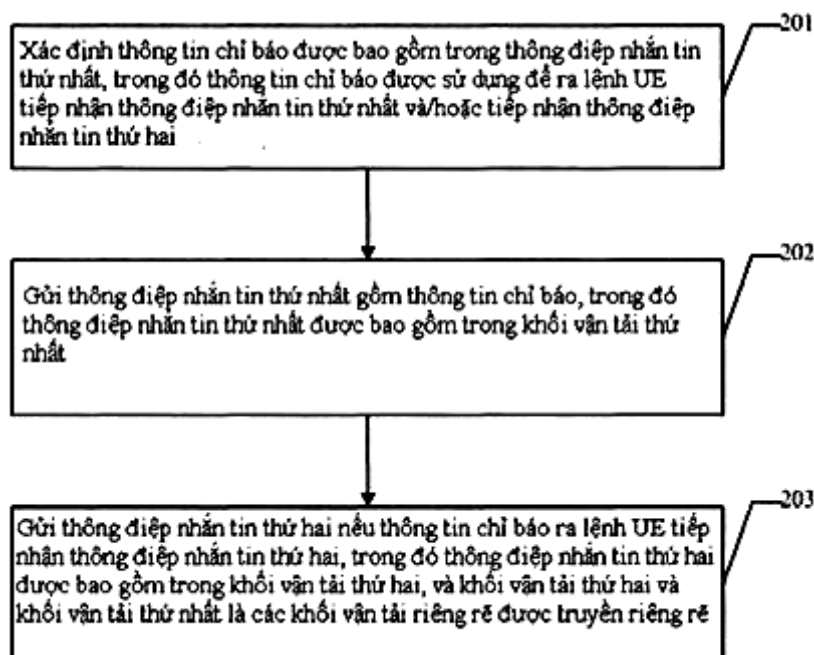 201
Xác định thông tin chỉ báo được bao gồm trong thông điệp nhắn tin
thứ nhất, trong đó thông tin chỉ báo được sử dụng để ra lệnh UE
tiếp nhận thông điệp nhắn tin thứ nhất và/hoặc tiếp nhận thông điệp
nhắn tin thứ hai
202
Gửi thông điệp nhắn tin thứ nhất gồm thông tin chỉ báo, trong đó
thông điệp nhắn tin thứ nhất được bao gồm trong khối vận tải thứ
nhất
203
Gửi thông điệp nhắn tin thứ hai nếu thông tin chỉ báo ra lệnh UE tiếp
nhận thông điệp nhắn tin thứ hai, trong đó thông điệp nhắn tin thứ hai
được bao gồm trong khối vận tải thứ hai, và khối vận tải thứ hai và
khối vận tải thứ nhất là các khối vận tải riêng rẽ được truyền riêng rẽ